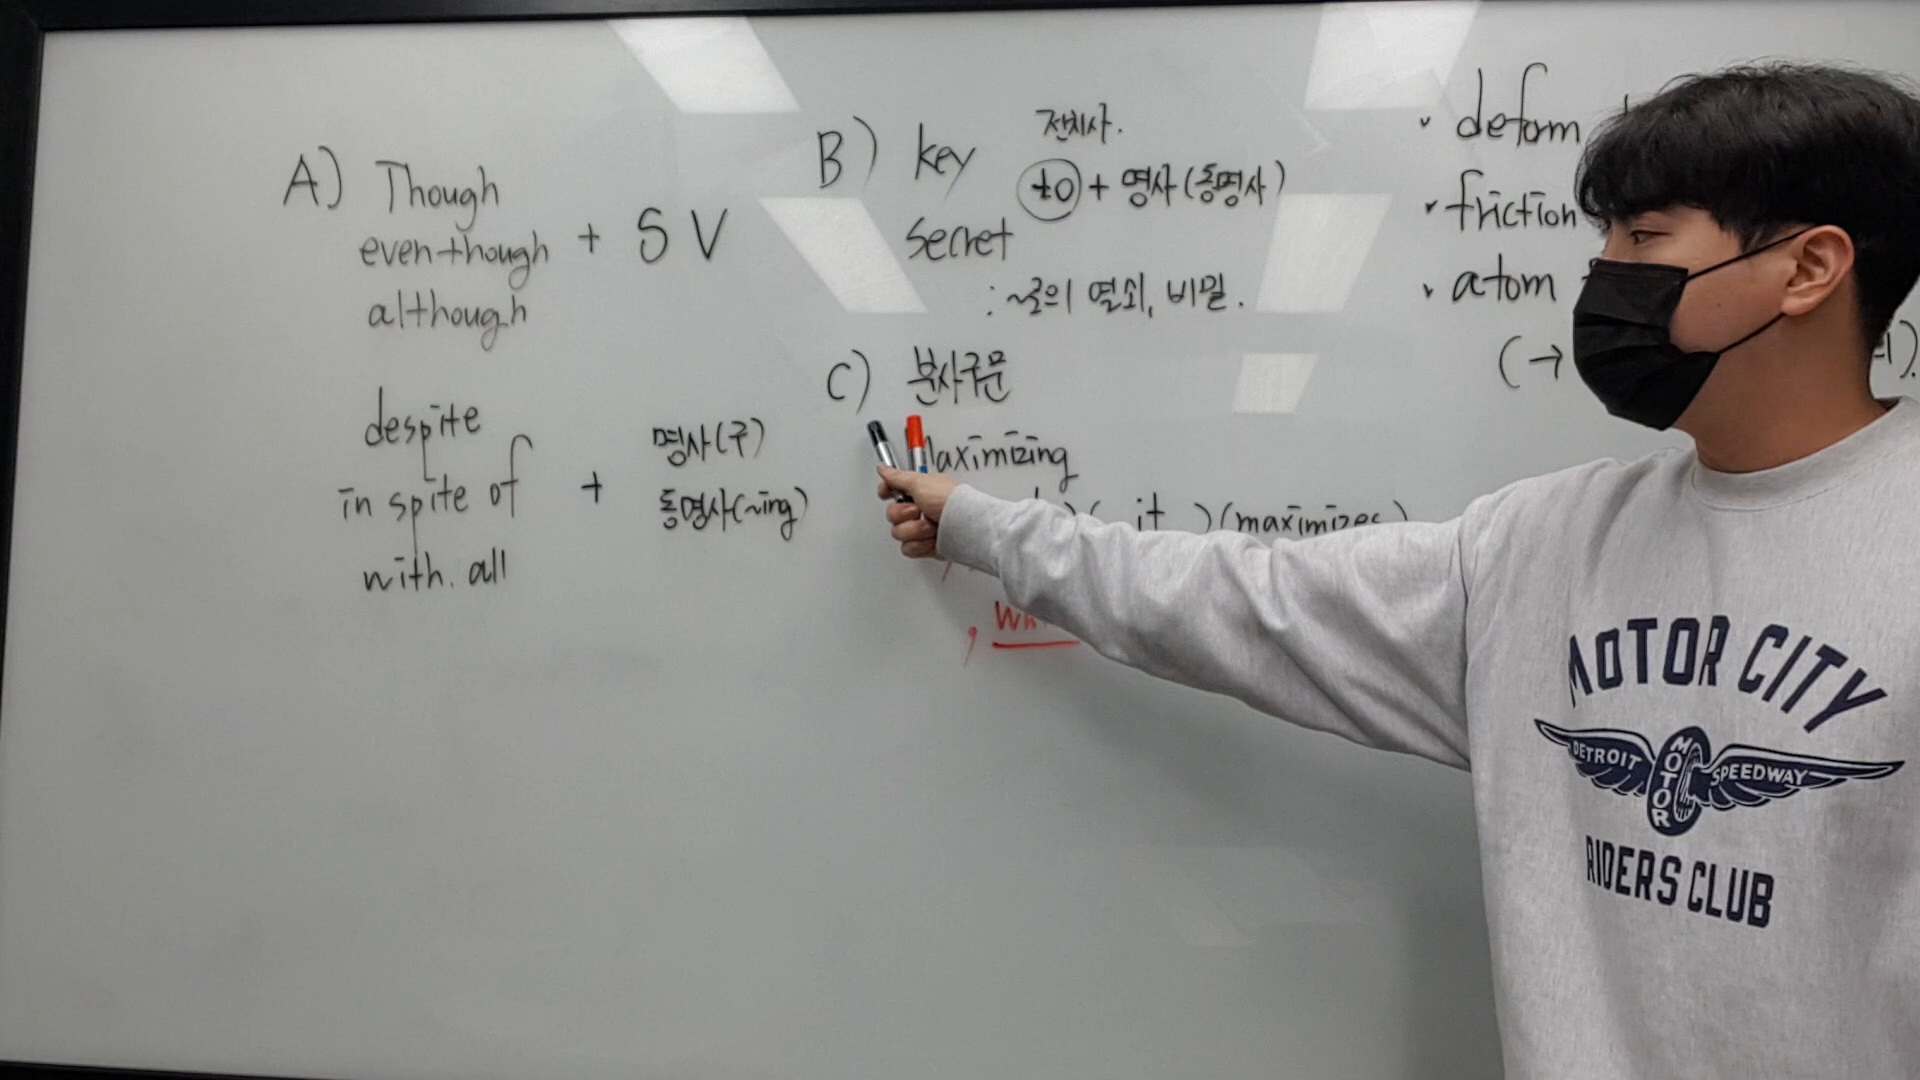 A) Though
even though + S V
although
despite
in spite of +
with. all
명사(구)
동명사(~ing)
B) key
secret
전치사.
to + 명사(동명사)
: ~로의 열쇠, 비밀.
C) 분사구문
Maximizing
)( it )(maximizes)
,
,
• deform
• friction
• atom
(→
).
MOTOR CITY
DETROIT MOTOR SPEEDWAY
RIDERS CLUB